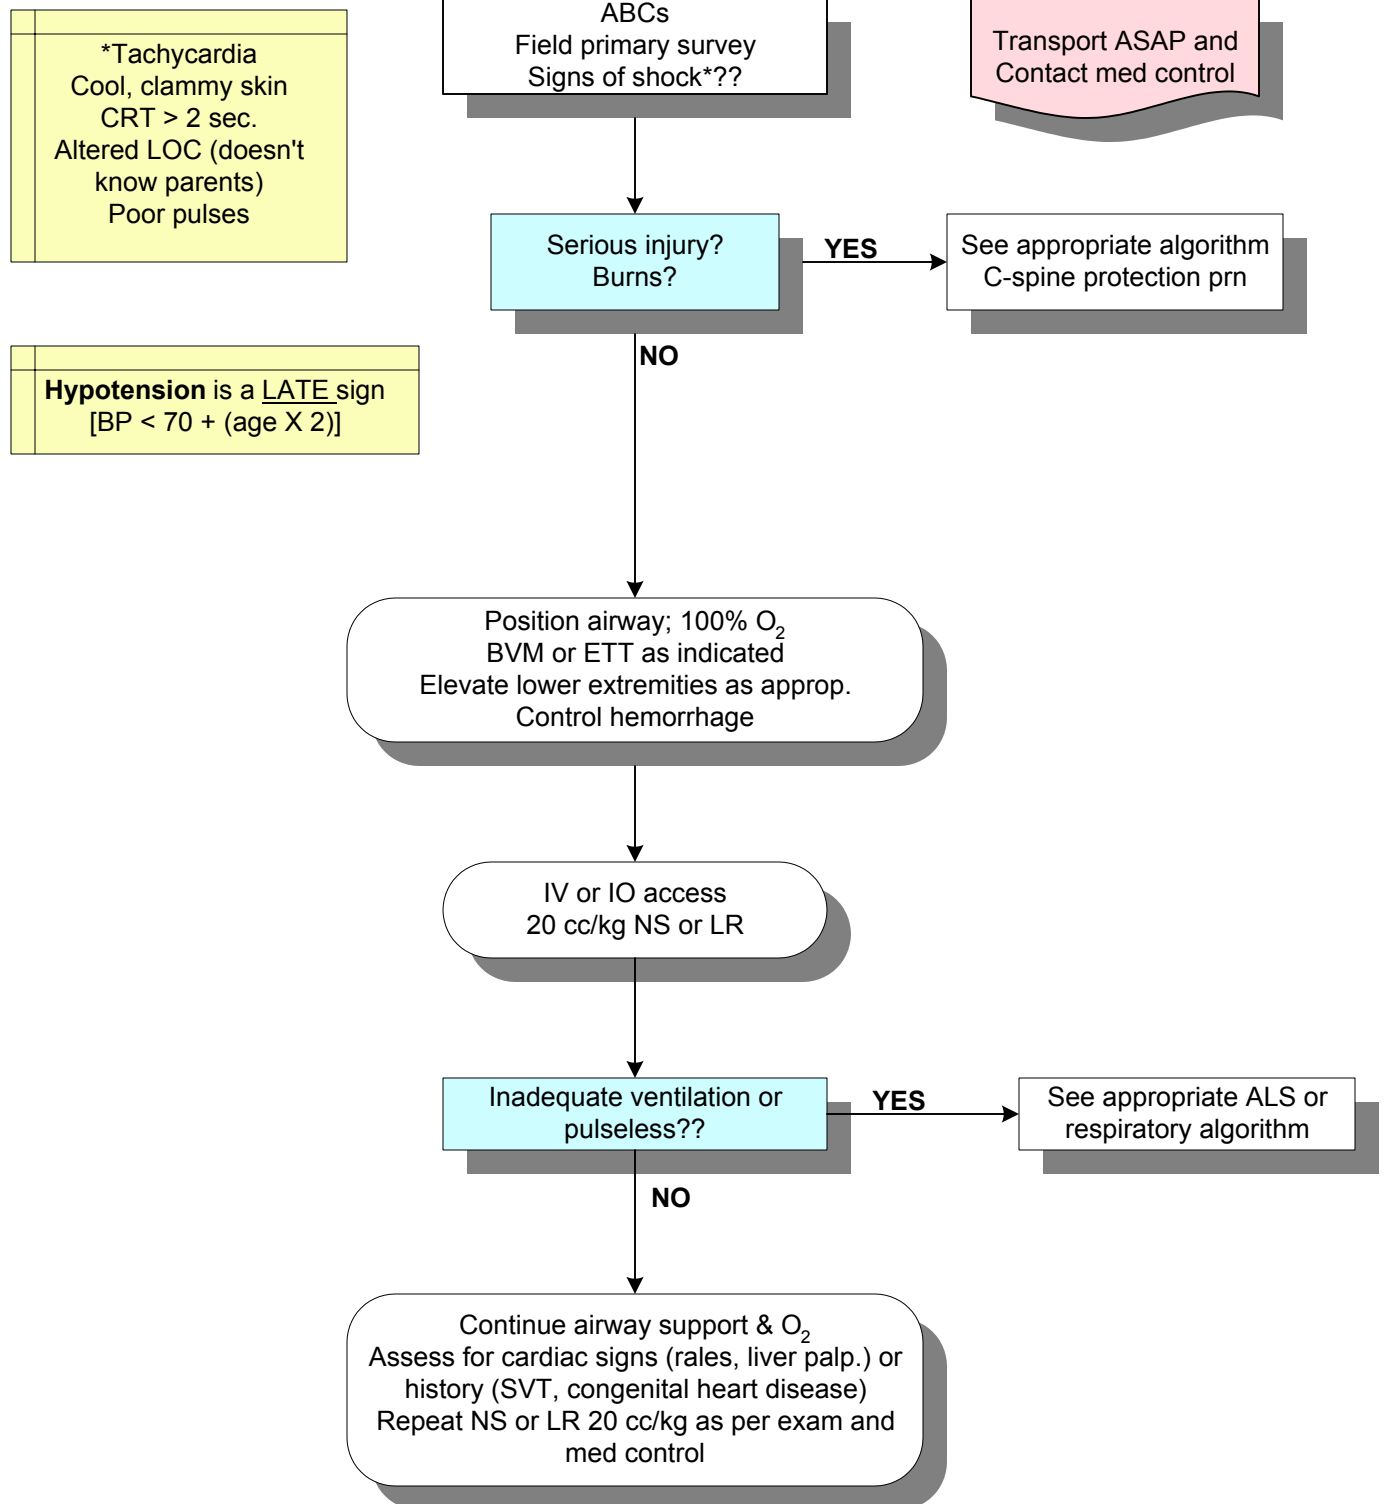 *Tachycardia
Cool, clammy skin
CRT > 2 sec.
Altered LOC (doesn't
know parents)
Poor pulses
ABCs
Field primary survey
Signs of shock*??
Transport ASAP and
Contact med control
Serious injury?
Burns?
YES
See appropriate algorithm
C-spine protection prn
NO
Hypotension is a LATE sign
[BP < 70 + (age X 2)]
Position airway; 100% O2
BVM or ETT as indicated
Elevate lower extremities as approp.
Control hemorrhage
IV or IO access
20 cc/kg NS or LR
Inadequate ventilation or
pulseless??
YES
See appropriate ALS or
respiratory algorithm
NO
Continue airway support & O2
Assess for cardiac signs (rales, liver palp.) or
history (SVT, congenital heart disease)
Repeat NS or LR 20 cc/kg as per exam and
med control